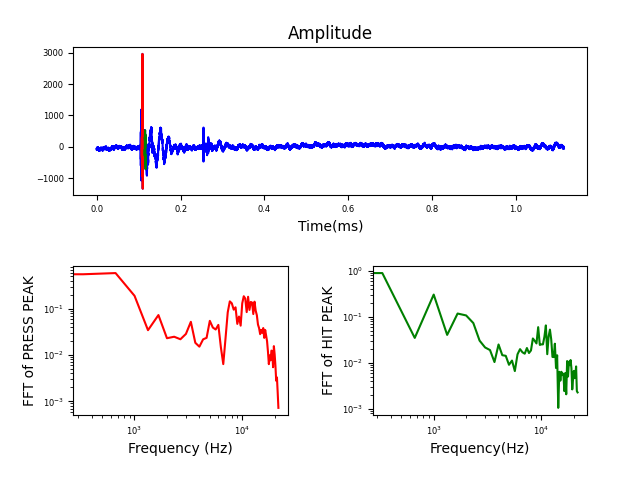 Amplitude
3000
2000
1000
0
−1000
0.0 0.2 0.4 0.6 0.8 1.0
Time(ms)
FFT of PRESS PEAK
10⁻¹
10⁻²
10⁻³
10³ 10⁴
Frequency (Hz)
FFT of HIT PEAK
10⁰
10⁻¹
10⁻²
10⁻³
10³ 10⁴
Frequency(Hz)